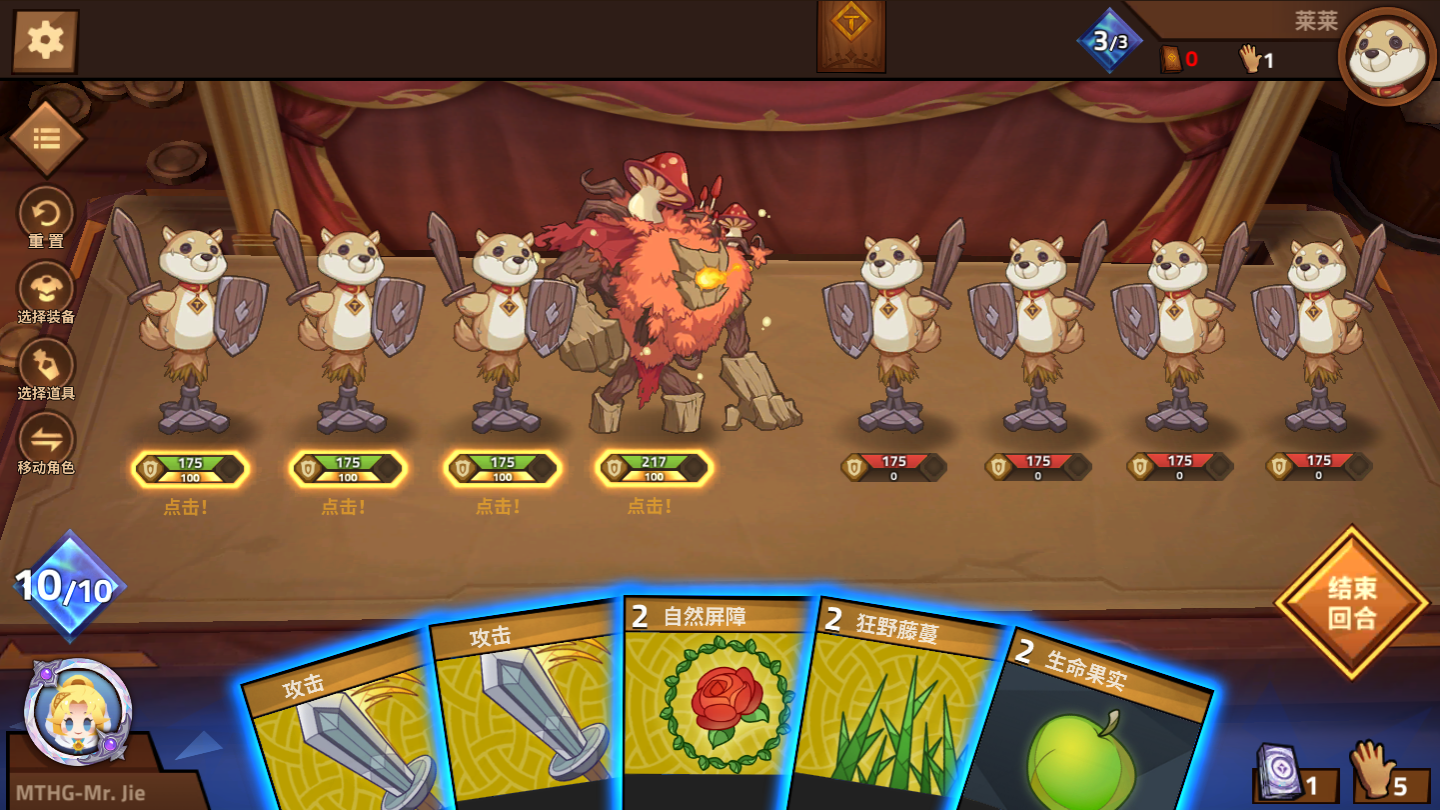 莱莱
3/3
0
1
重置
选择装备
选择道具
移动角色
175
100
175
100
175
100
217
100
175
0
175
0
175
0
175
0
点击!
点击!
点击!
点击!
10/10
结束
回合
攻击
攻击
2 自然屏障
2 狂野藤蔓
2 生命果实
MTHG-Mr. Jie
1
5